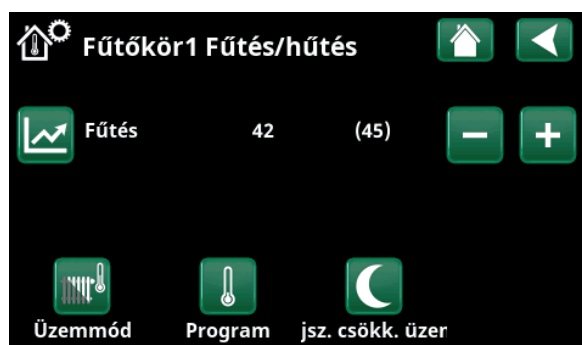 Fűtőkör1 Fűtés/hűtés
Fűtés 42 (45)
Üzemmód Program jsz. csökk. üzer